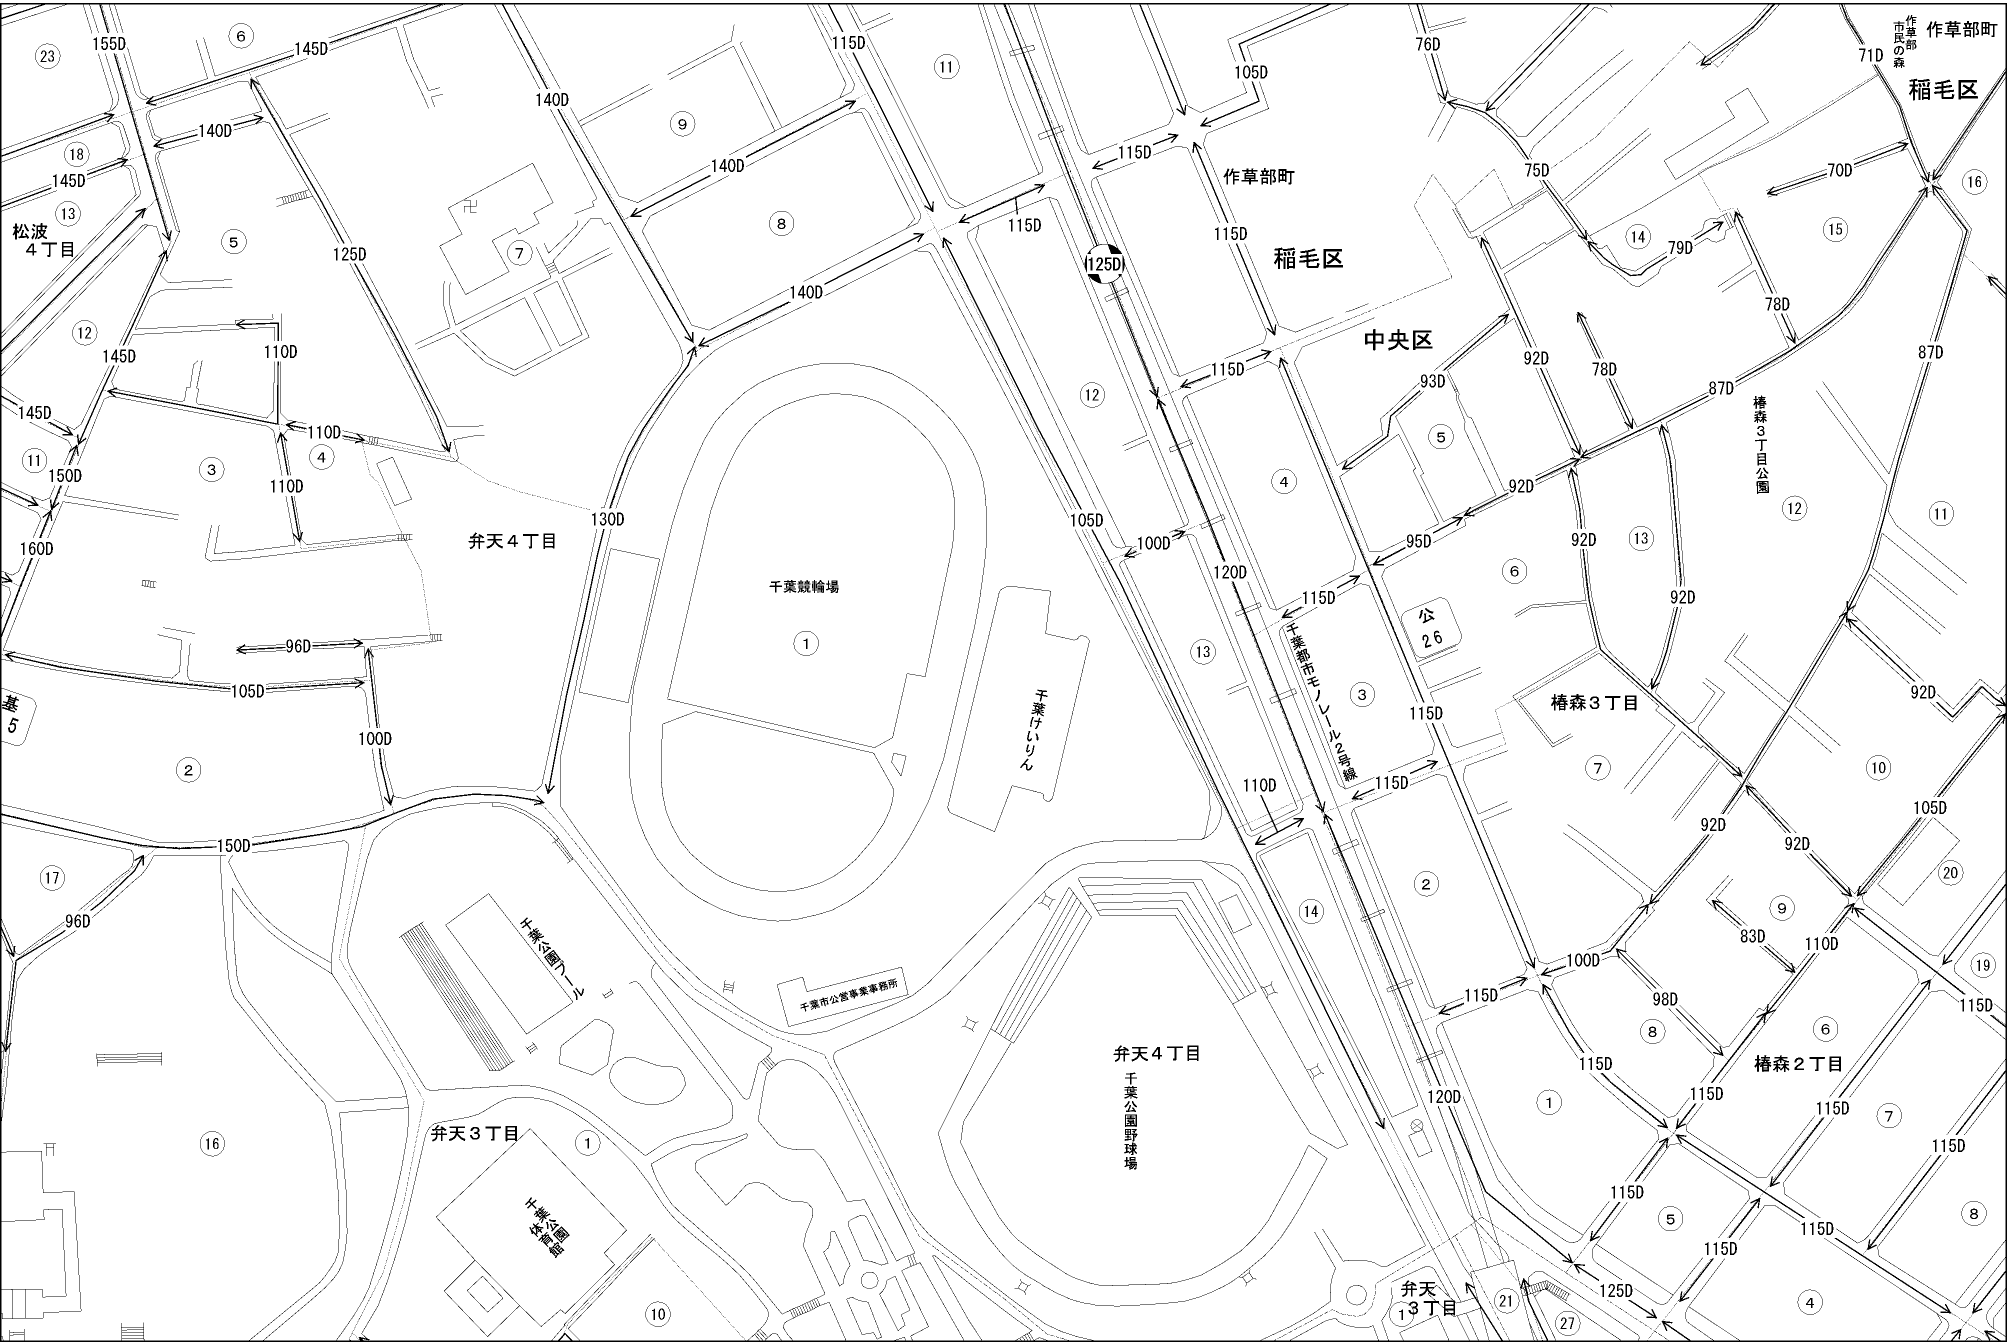 155D
6
145D
23
140D
18
145D
13
松波
4丁目
5
125D
12
145D
110D
145D
110D
11
150D
3
4
110D
160D
弁天4丁目
96D
105D
基
5
100D
2
150D
17
96D
16
115D
140D
9
140D
7
8
140D
11
115D
105D
115D
125D
115D
作草部町
稲毛区
中央区
76D
75D
71D
作草部
市民の森
作草部町
稲毛区
70D
16
15
14
79D
78D
92D
78D
87D
87D
93D
5
115D
12
4
92D
95D
椿森3丁目公園
12
11
13
92D
92D
6
公
26
130D
千葉競輪場
1
105D
100D
120D
115D
13
千葉都市モノレール2号線
3
千葉けいりん
115D
椿森3丁目
92D
7
10
110D
115D
92D
92D
105D
20
2
14
9
83D
110D
19
100D
115D
98D
8
6
115D
115D
椿森2丁目
千葉公園プール
千葉市公営事業事務所
弁天4丁目
千葉公園野球場
120D
1
115D
115D
7
115D
弁天3丁目
1
千葉公園
体育館
10
115D
5
115D
115D
8
弁天
3丁目
1
21
27
125D
4